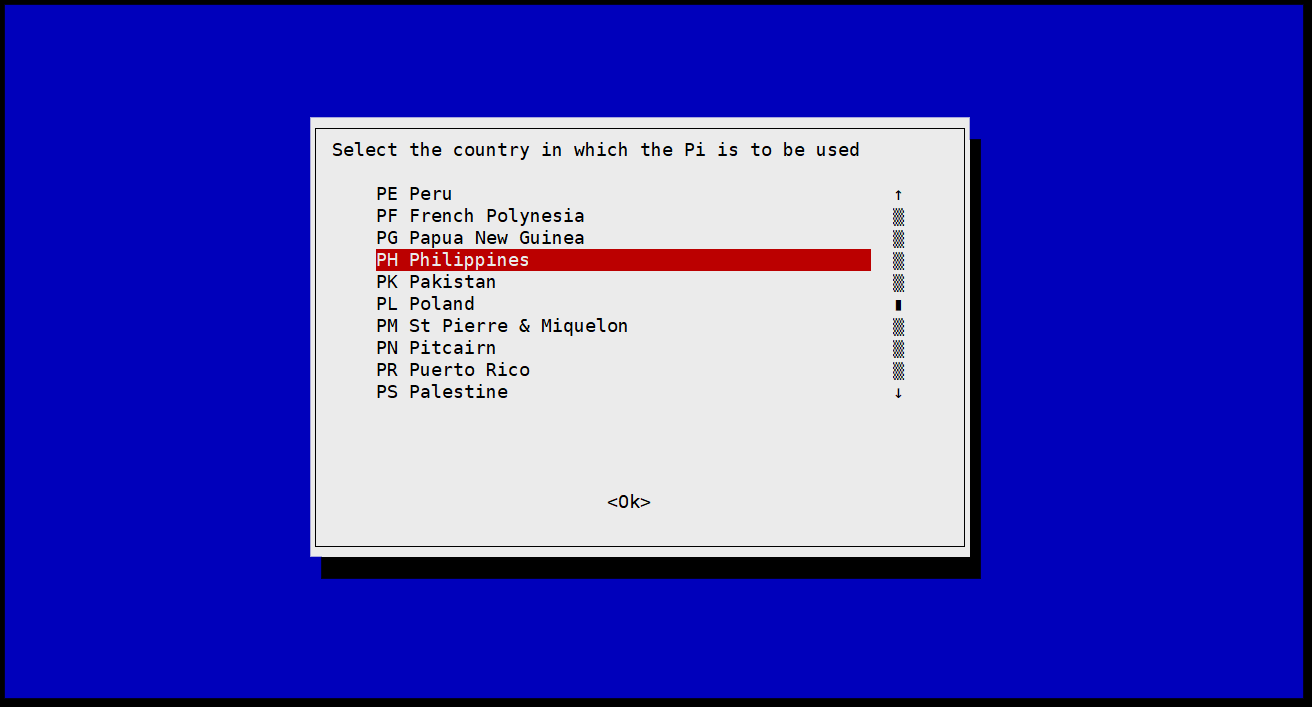 Select the country in which the Pi is to be used
PE Peru
PF French Polynesia
PG Papua New Guinea
PH Philippines
PK Pakistan
PL Poland
PM St Pierre & Miquelon
PN Pitcairn
PR Puerto Rico
PS Palestine
<Ok>